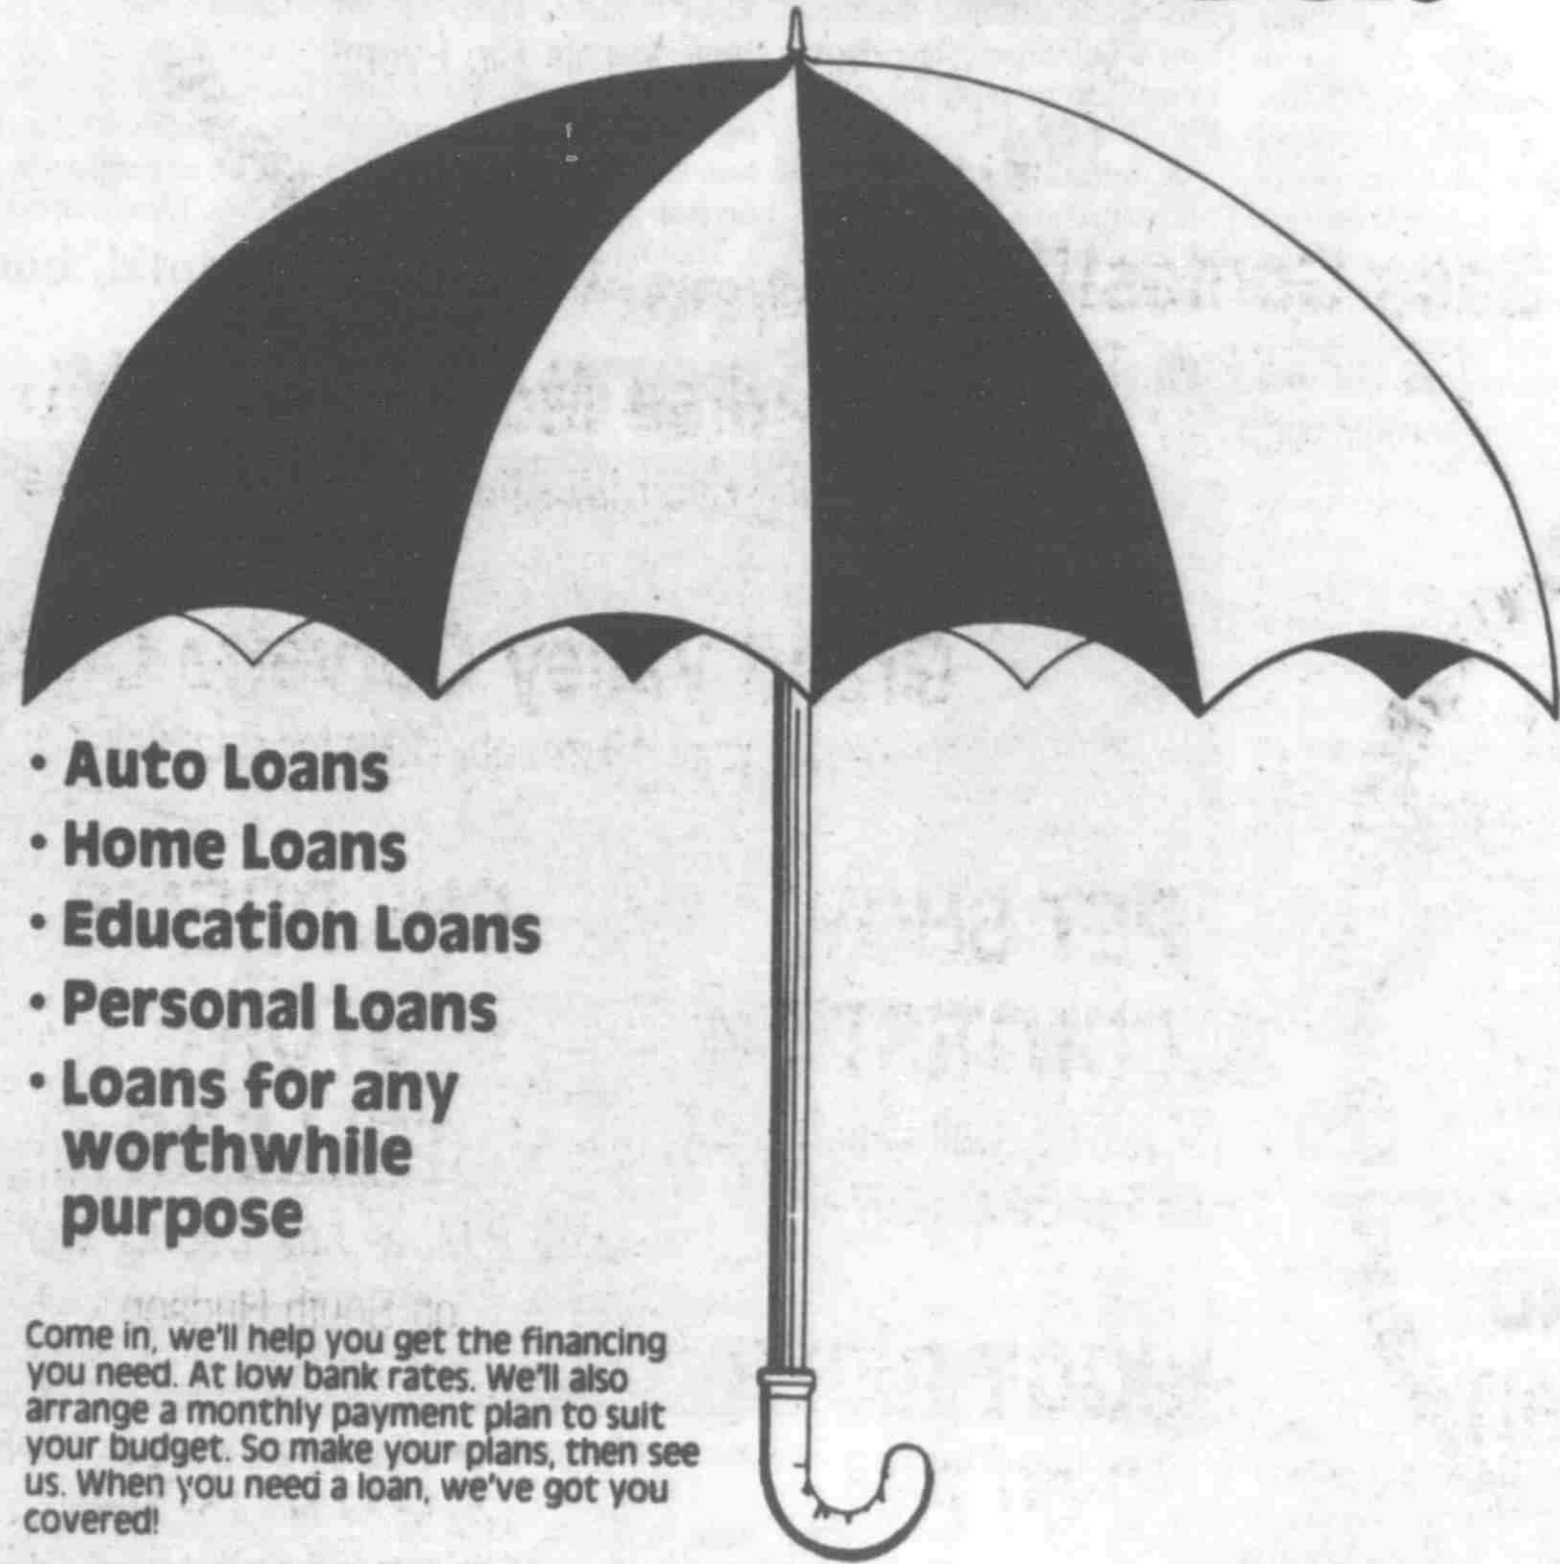 · Auto Loans
· Home Loans
· Education Loans
· Personal Loans
· Loans for any
worthwhile
purpose
Come in, we'll help you get the financing
you need. At low bank rates. We'll also
arrange a monthly payment plan to suit
your budget. So make your plans, then see
us. When you need a loan, we've got you
covered!